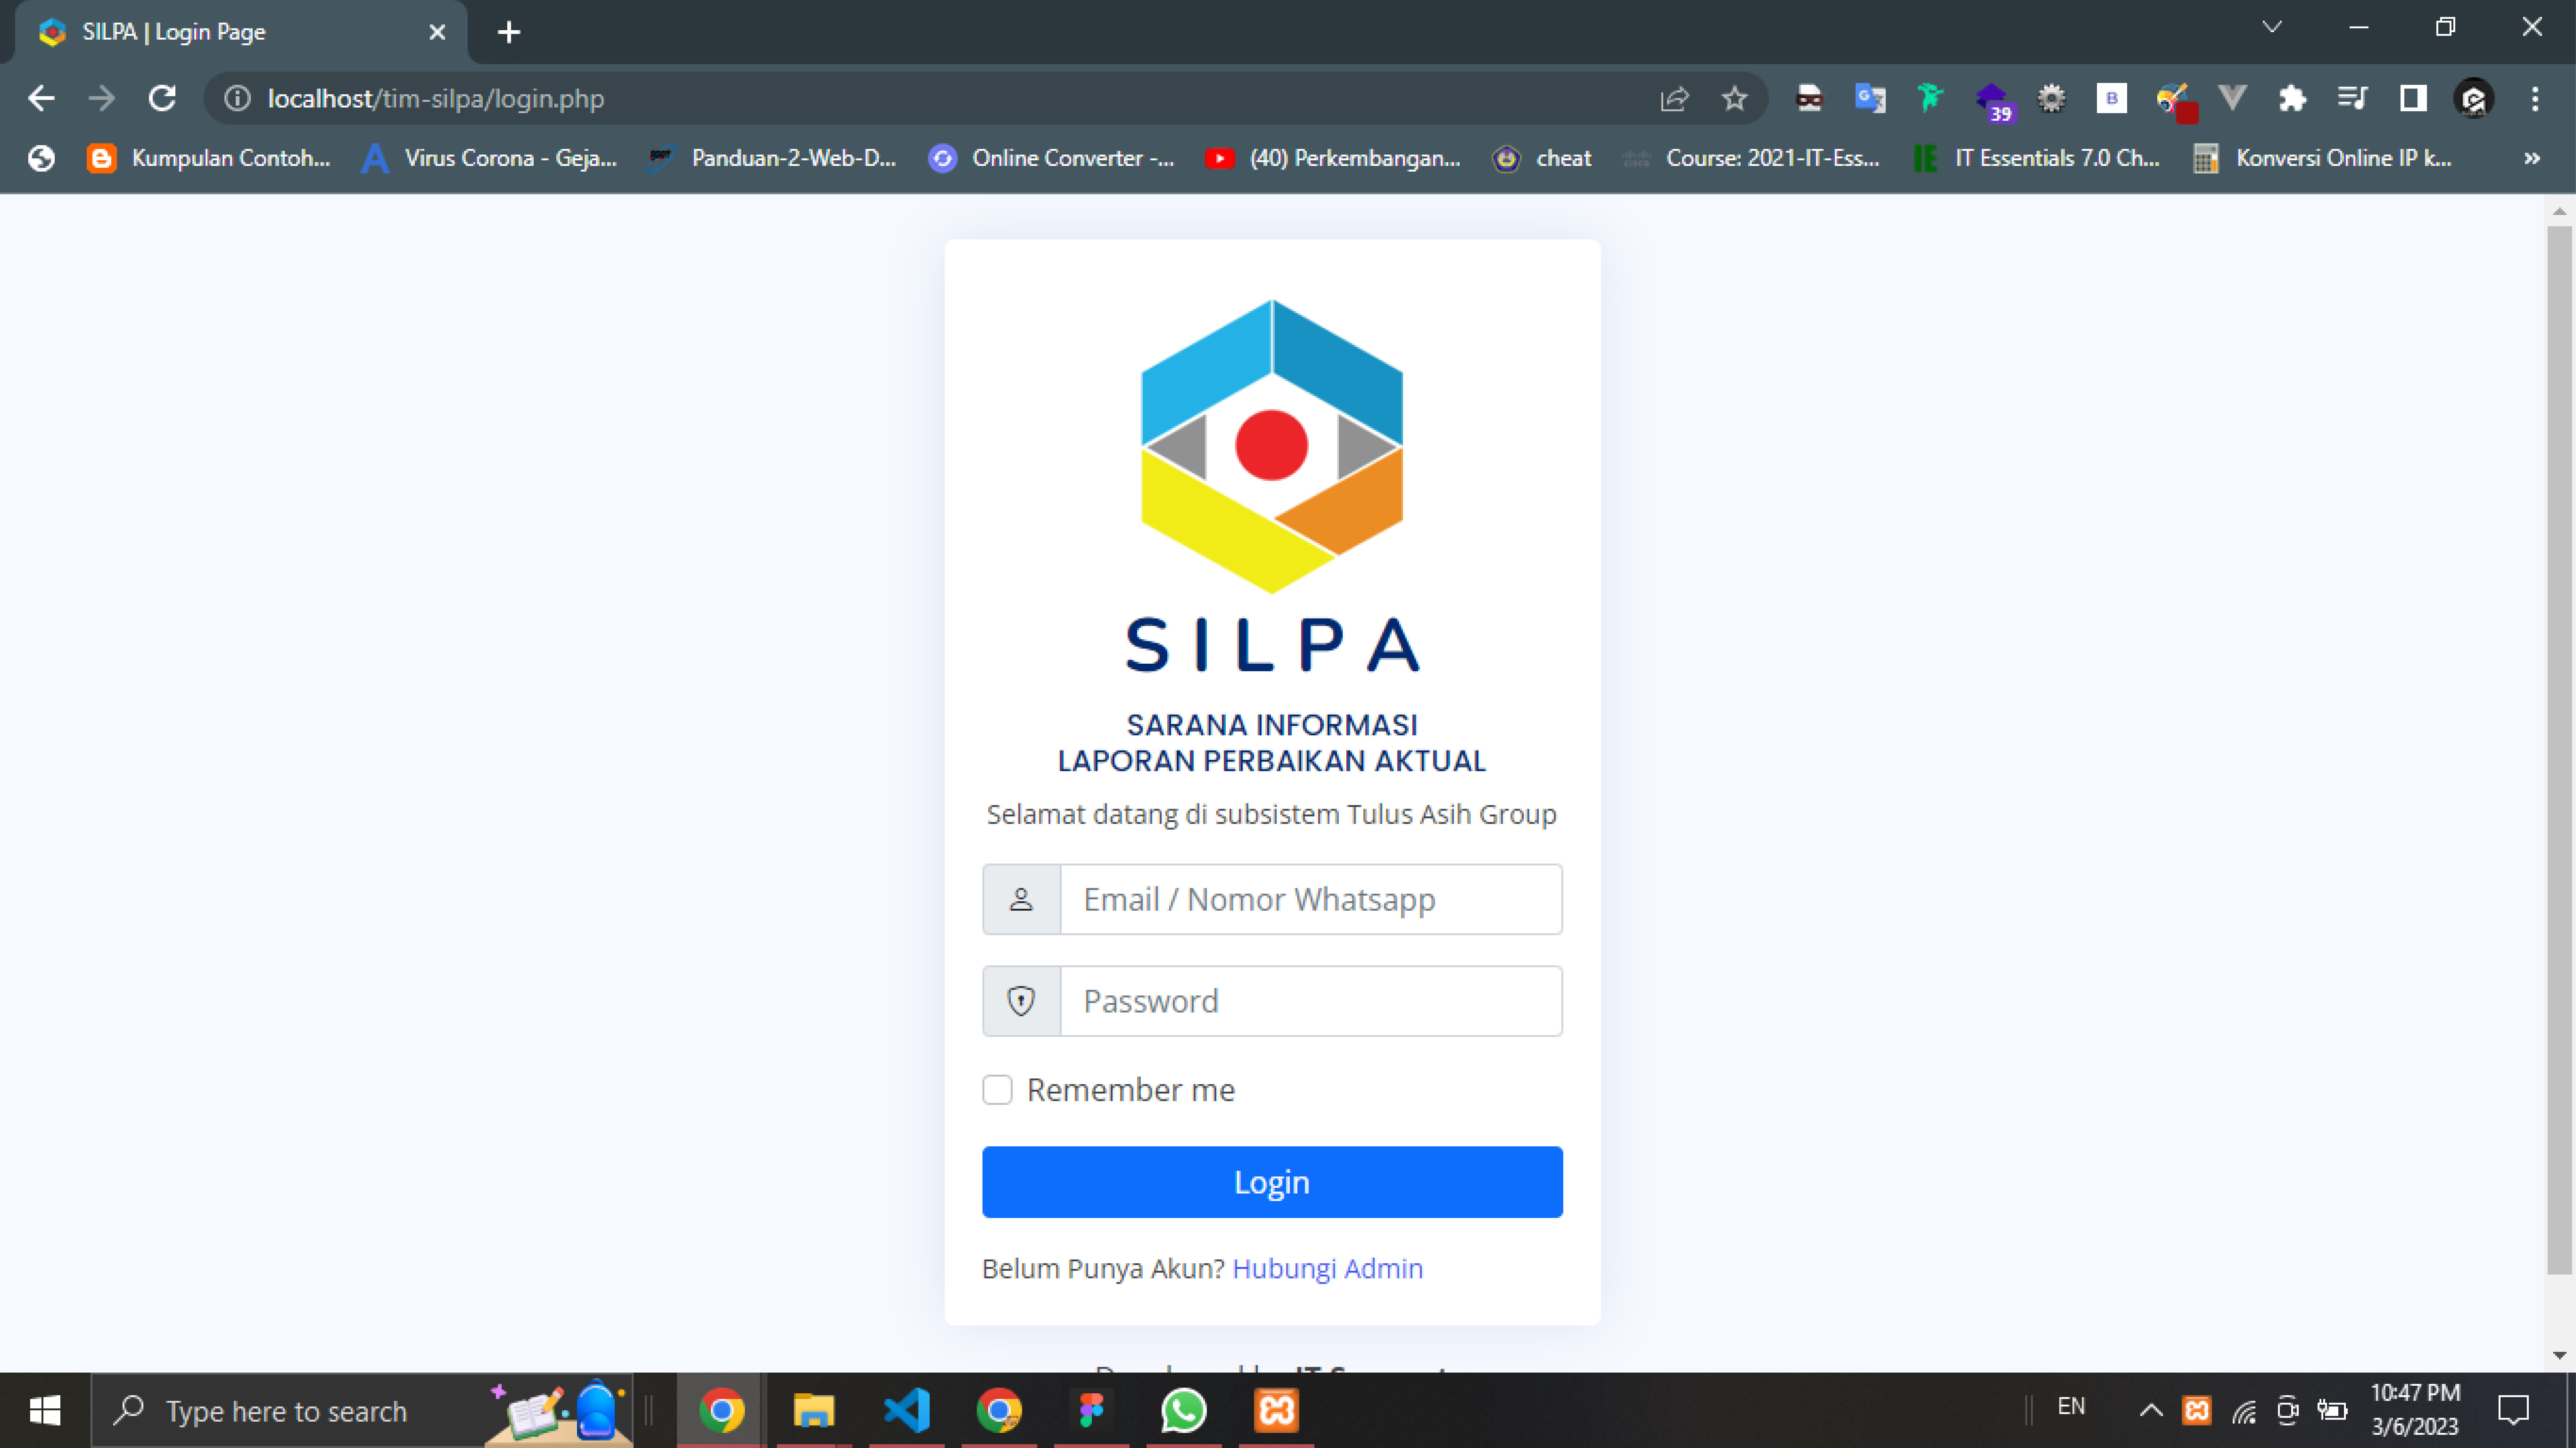 SILPA | Login Page
localhost/tim-silpa/login.php
39
B
Kumpulan Contoh...
Virus Corona - Geja...
Panduan-2-Web-D...
Online Converter -...
(40) Perkembangan...
cheat
Course: 2021-IT-Ess...
IE
IT Essentials 7.0 Ch...
Konversi Online IP k...
SILPA
SARANA INFORMASI
LAPORAN PERBAIKAN AKTUAL
Selamat datang di subsistem Tulus Asih Group
Email / Nomor Whatsapp
Password
Remember me
Login
Belum Punya Akun? Hubungi Admin
Type here to search
EN
10:47 PM
3/6/2023